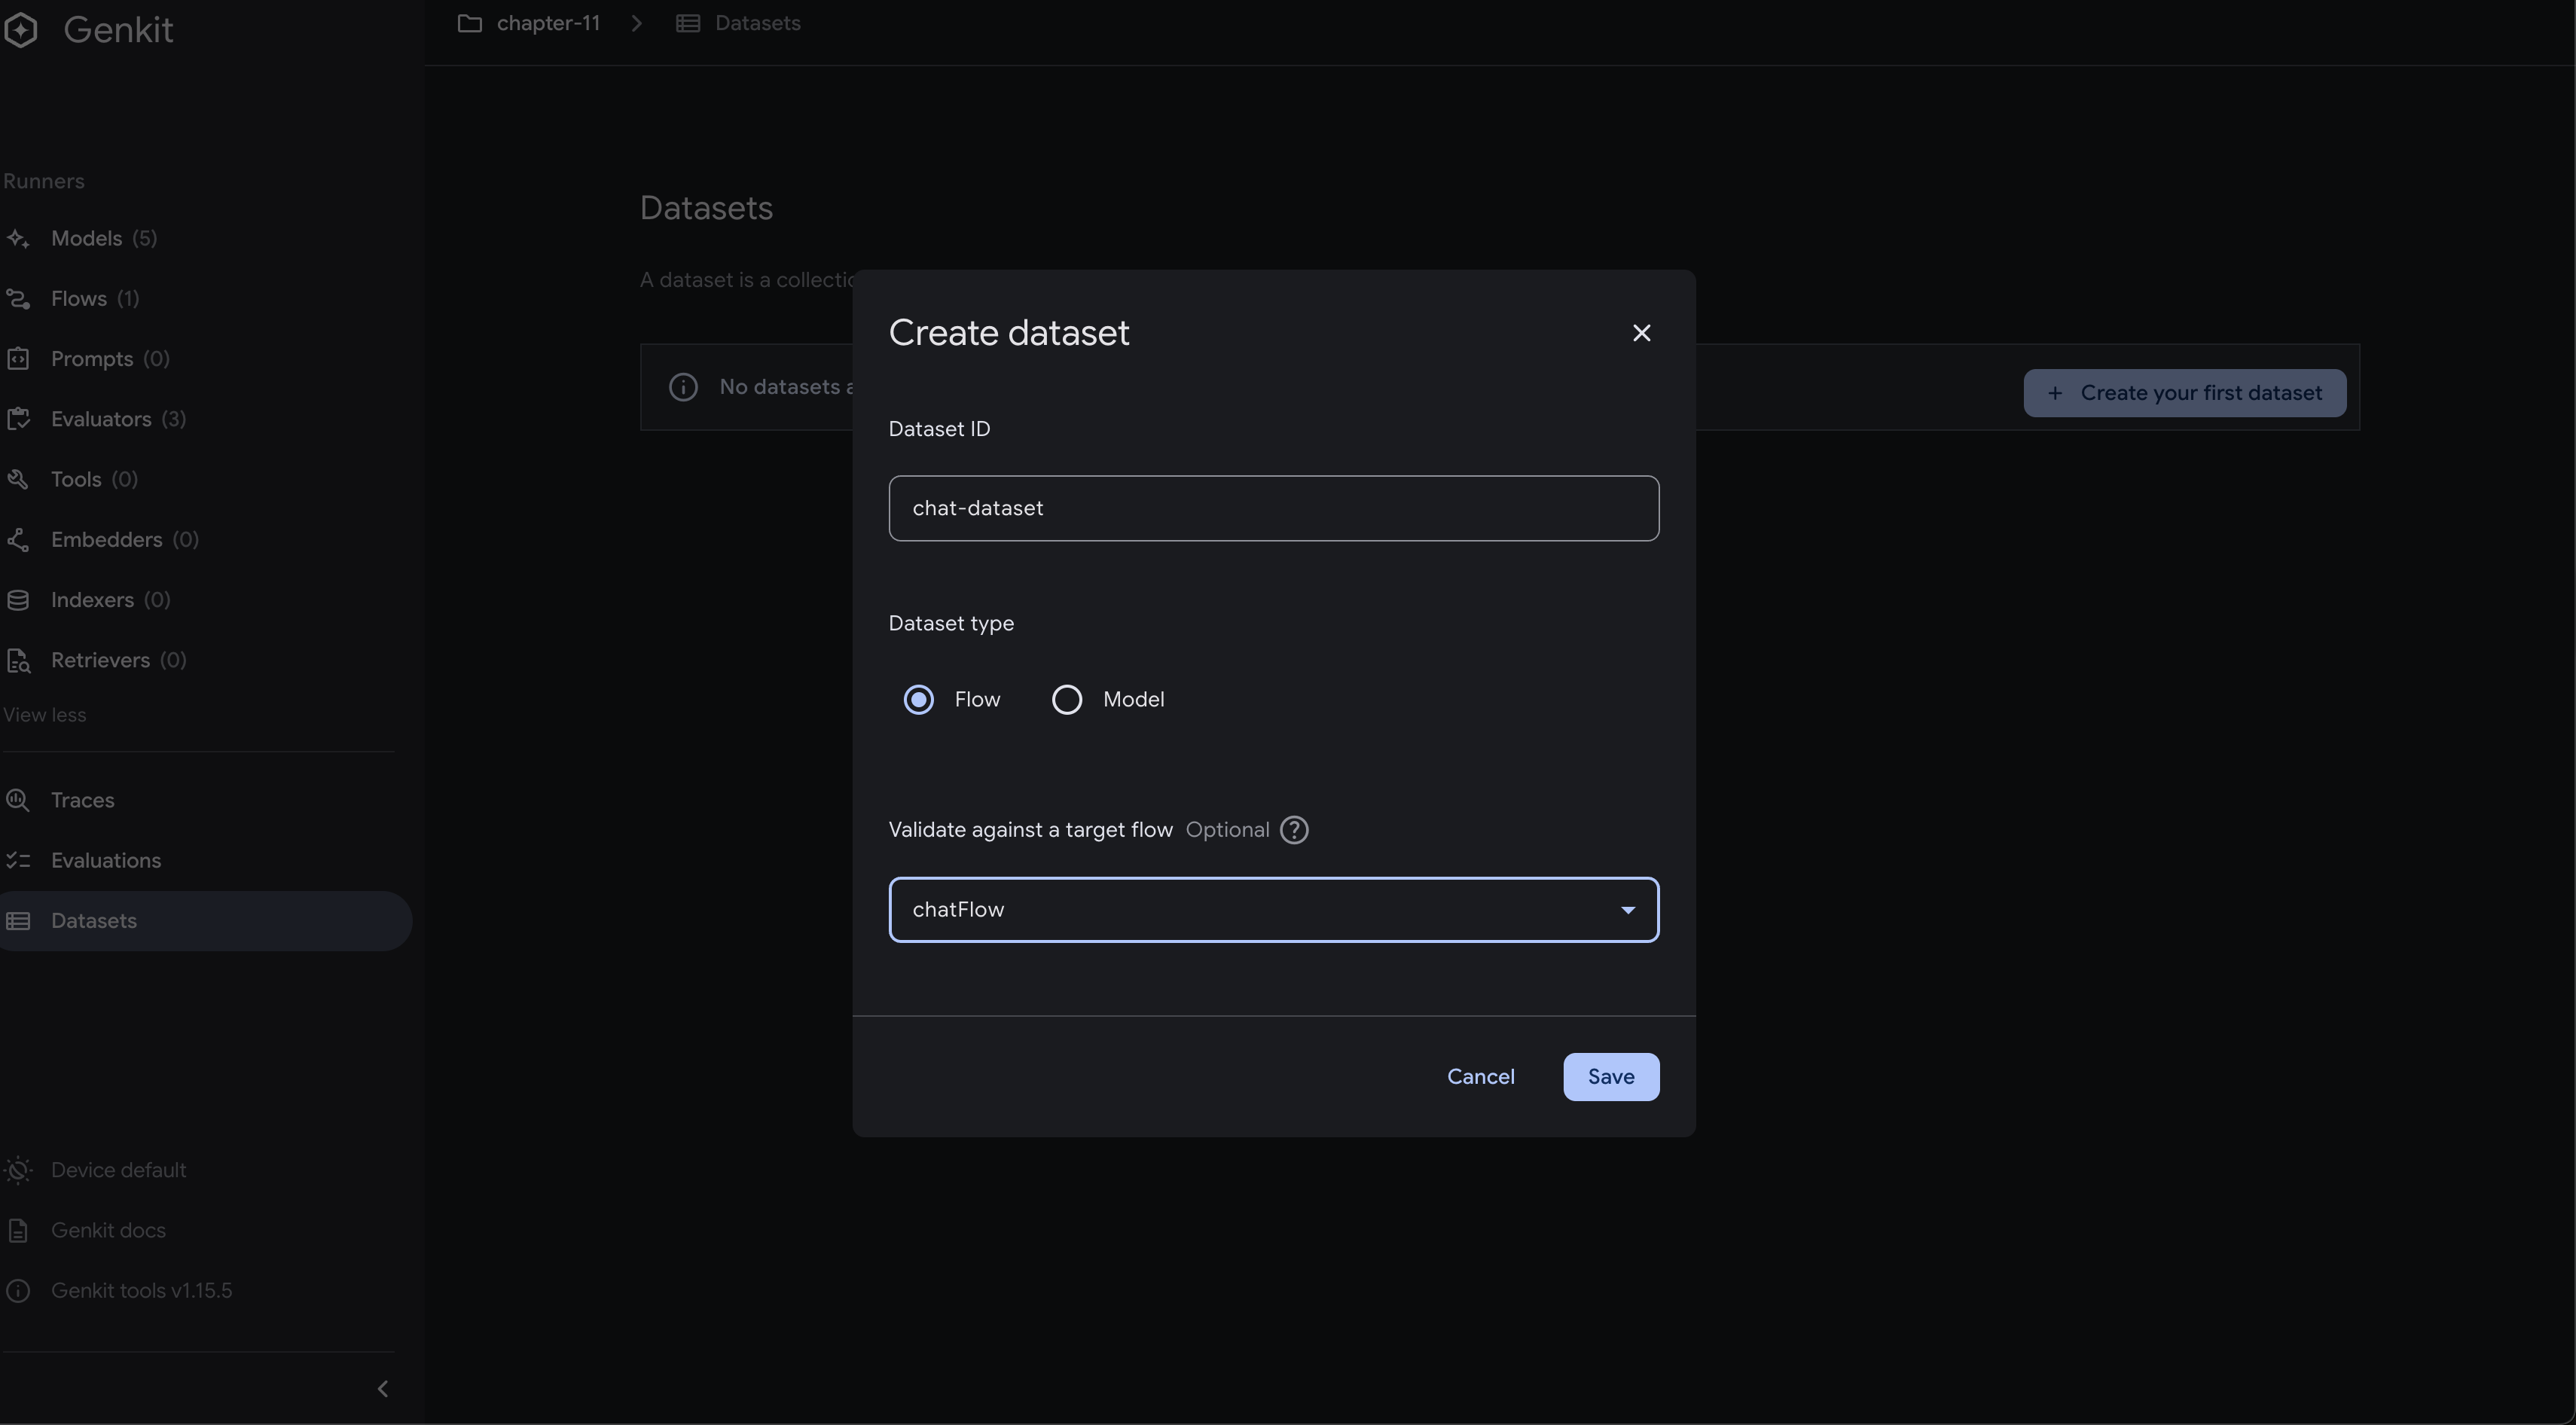 Genkit
chapter-11
Datasets
Runners
Models (5)
Flows (1)
Prompts (0)
Evaluators (3)
Tools (0)
Embedders (0)
Indexers (0)
Retrievers (0)
View less
Traces
Evaluations
Datasets
Device default
Genkit docs
Genkit tools v1.15.5
Datasets
A dataset is a
No datasets
+ Create your first dataset
Create dataset
Dataset ID
chat-dataset
Dataset type
Flow
Model
Validate against a target flow Optional
chatFlow
Cancel
Save